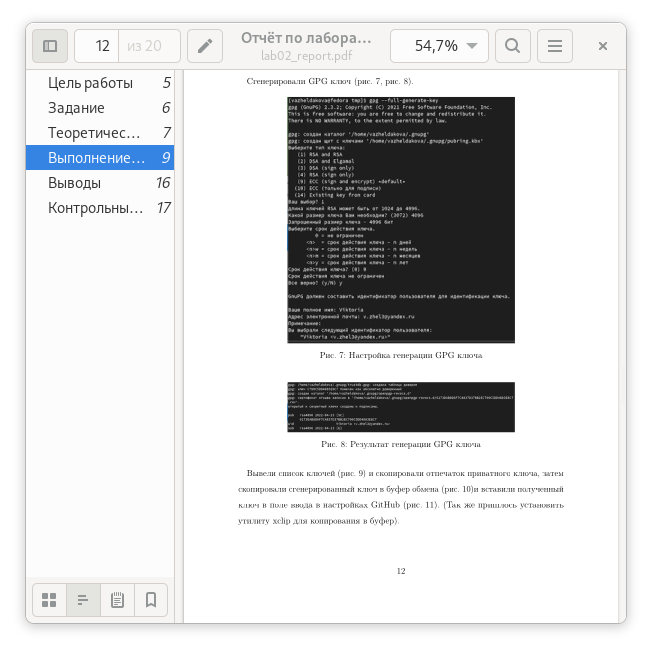 12 из 20
Отчёт по лабора…
lab02_report.pdf
54,7%
Цель работы 5
Задание 6
Теоретичес… 7
Выполнение… 9
Выводы 16
Контрольны… 17
Сгенерировали GPG ключ (рис. 7, рис. 8).
[vazheldakova@fedora tmp]$ gpg --full-generate-key
gpg (GnuPG) 2.3.2; Copyright (C) 2021 Free Software Foundation, Inc.
This is free software: you are free to change and redistribute it.
There is NO WARRANTY, to the extent permitted by law.
gpg: создан каталог '/home/vazheldakova/.gnupg'
gpg: создан щит с ключами '/home/vazheldakova/.gnupg/pubring.kbx'
Выберите тип ключа:
(1) RSA and RSA
(2) DSA and Elgamal
(3) DSA (sign only)
(4) RSA (sign only)
(9) ECC (sign and encrypt) *default*
(10) ECC (только для подписи)
(14) Existing key from card
Ваш выбор? 1
длина ключей RSA может быть от 1024 до 4096.
Какой размер ключа Вам необходим? (3072) 4096
Запрошенный размер ключа - 4096 бит
Выберите срок действия ключа.
0 = не ограничен
<n> = срок действия ключа - n дней
<n>w = срок действия ключа - n недель
<n>m = срок действия ключа - n месяцев
<n>y = срок действия ключа - n лет
Срок действия ключа? (0) 0
Срок действия ключа не ограничен
Все верно? (y/N) y
GnuPG должен составить идентификатор пользователя для идентификации ключа.
Ваше полное имя: Viktoria
Адрес электронной почты: v.zhel3@yandex.ru
Примечание:
Вы выбрали следующий идентификатор пользователя:
"Viktoria <v.zhel3@yandex.ru>"
Рис. 7: Настройка генерации GPG ключа
Рис. 8: Результат генерации GPG ключа
Вывели список ключей (рис. 9) и скопировали отпечаток приватного ключа, затем
скопировали сгенерированный ключ в буфер обмена (рис. 10)и вставили полученный
ключ в поле ввода в настройках GitHub (рис. 11). (Так же пришлось установить
утилиту xclip для копирования в буфер).
12